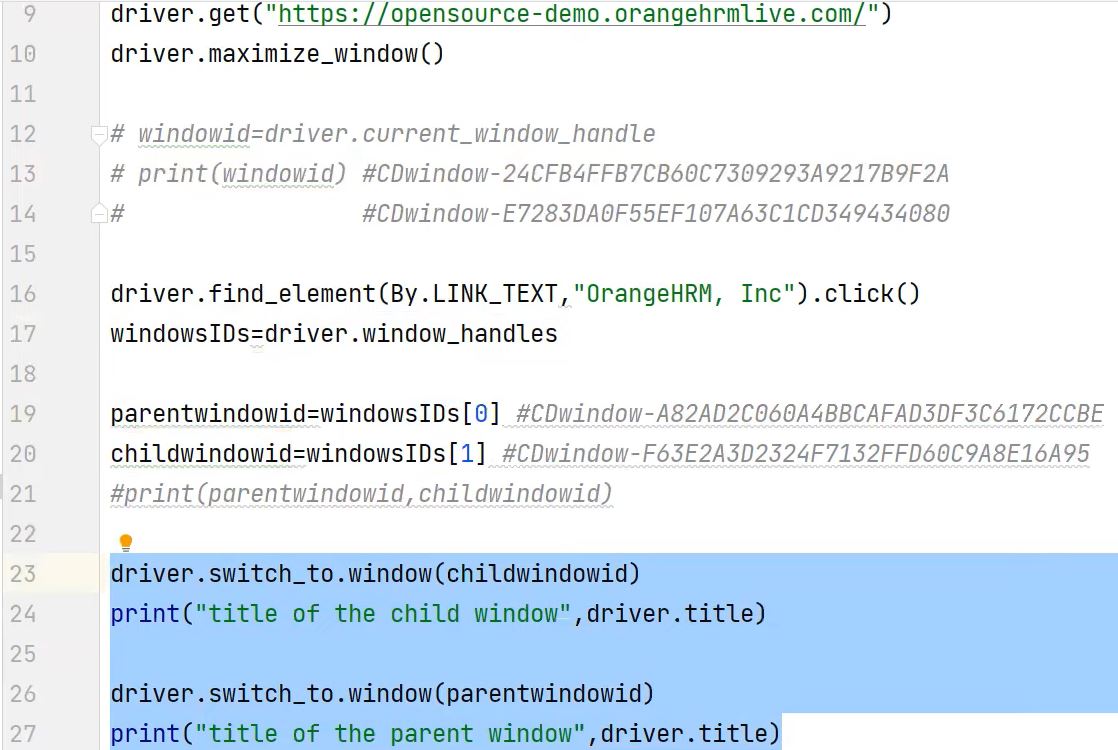 9 driver.get("https://opensource-demo.orangehrmlive.com/")
10 driver.maximize_window()
11
12 # windowid=driver.current_window_handle
13 # print(windowid) #CDwindow-24CFB4FFB7CB60C7309293A9217B9F2A
14 #                 #CDwindow-E7283DA0F55EF107A63C1CD349434080
15
16 driver.find_element(By.LINK_TEXT,"OrangeHRM, Inc").click()
17 windowsIDs=driver.window_handles
18
19 parentwindowid=windowsIDs[0] #CDwindow-A82AD2C060A4BBCAFAD3DF3C6172CCBE
20 childwindowid=windowsIDs[1] #CDwindow-F63E2A3D2324F7132FFD60C9A8E16A95
21 #print(parentwindowid,childwindowid)
22
23 driver.switch_to.window(childwindowid)
24 print("title of the child window",driver.title)
25
26 driver.switch_to.window(parentwindowid)
27 print("title of the parent window",driver.title)